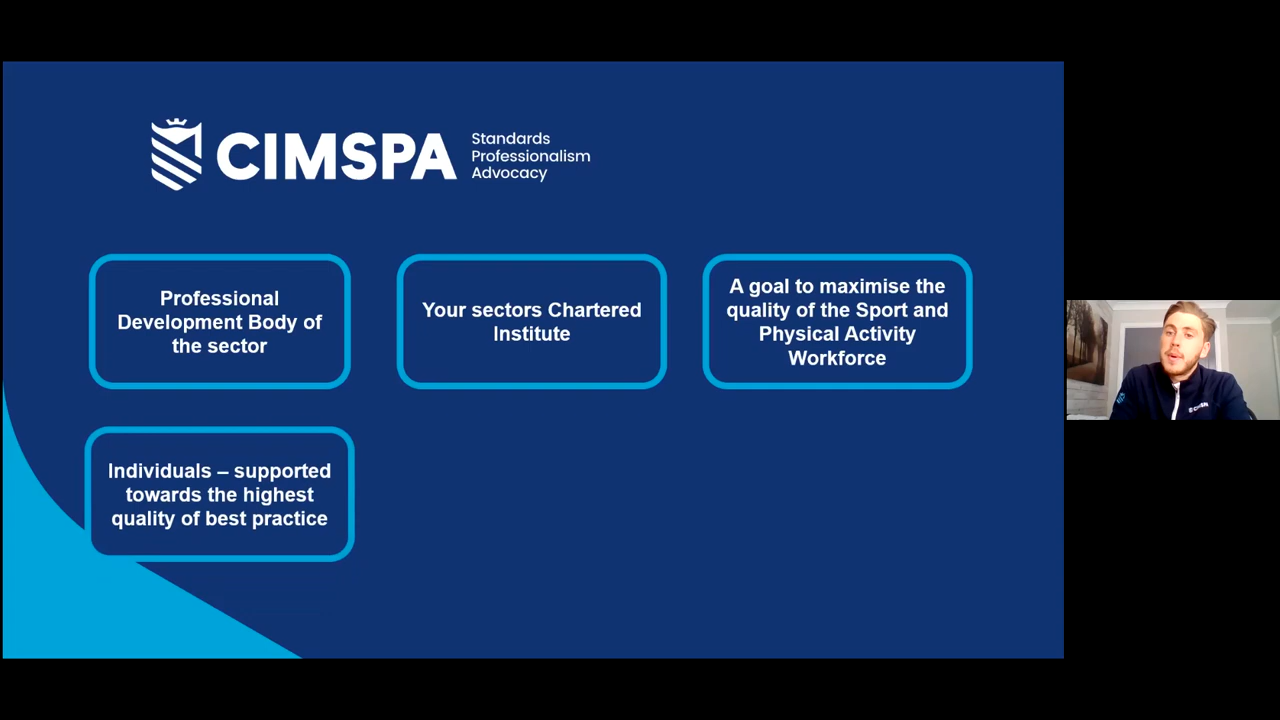 CIMSPA
Standards
Professionalism
Advocacy
Professional
Development Body of
the sector
Your sectors Chartered
Institute
A goal to maximise the
quality of the Sport and
Physical Activity
Workforce
Individuals – supported
towards the highest
quality of best practice